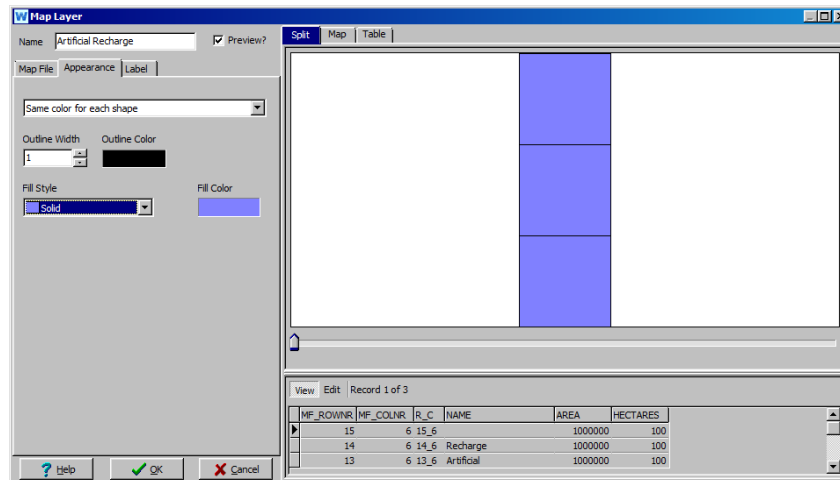 W Map Layer
Name Artificial Recharge Preview?
Map File Appearance Label
Same color for each shape
Outline Width Outline Color
1
Fill Style Fill Color
Solid
? Help OK Cancel
Split Map Table
View Edit Record 1 of 3
MF_ROWNR MF_COLNR R_C NAME AREA HECTARES
15 6 15_6 1000000 100
14 6 14_6 Recharge 1000000 100
13 6 13_6 Artificial 1000000 100